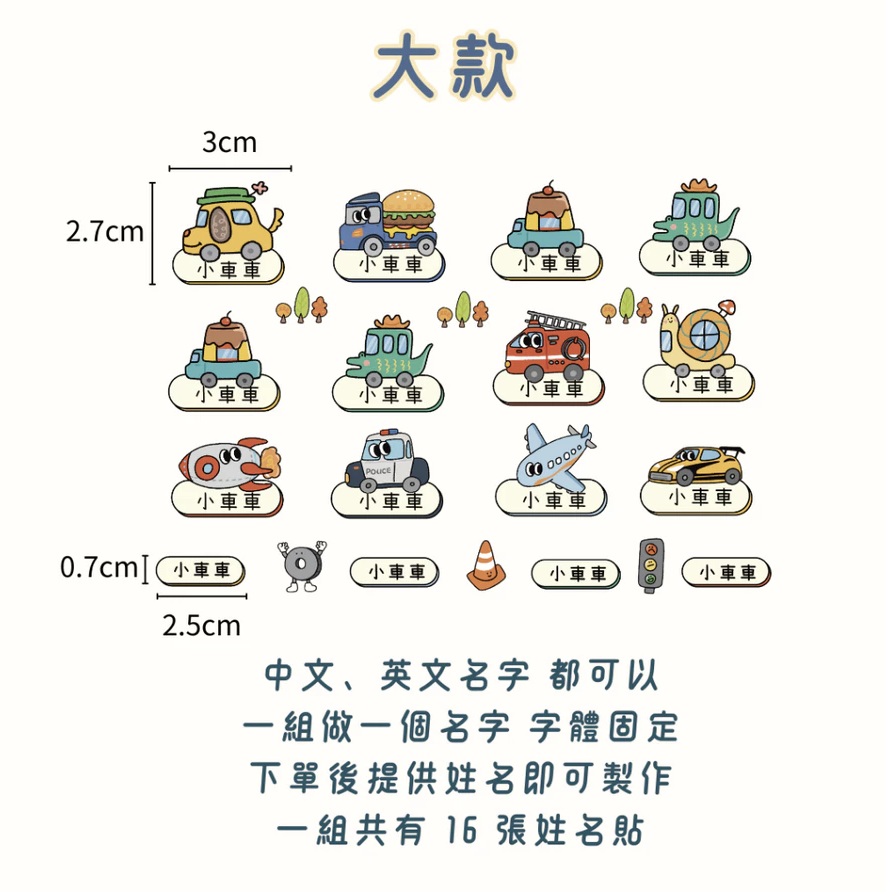 大款
3cm
2.7cm
小車車 小車車 小車車 小車車
小車車 小車車 小車車 小車車
POLICE
小車車 小車車 小車車 小車車
0.7cm 小車車 小車車 小車車 小車車
2.5cm
中文、英文名字 都可以
一組做一個名字 字體固定
下單後提供姓名即可製作
一組共有 16 張姓名貼